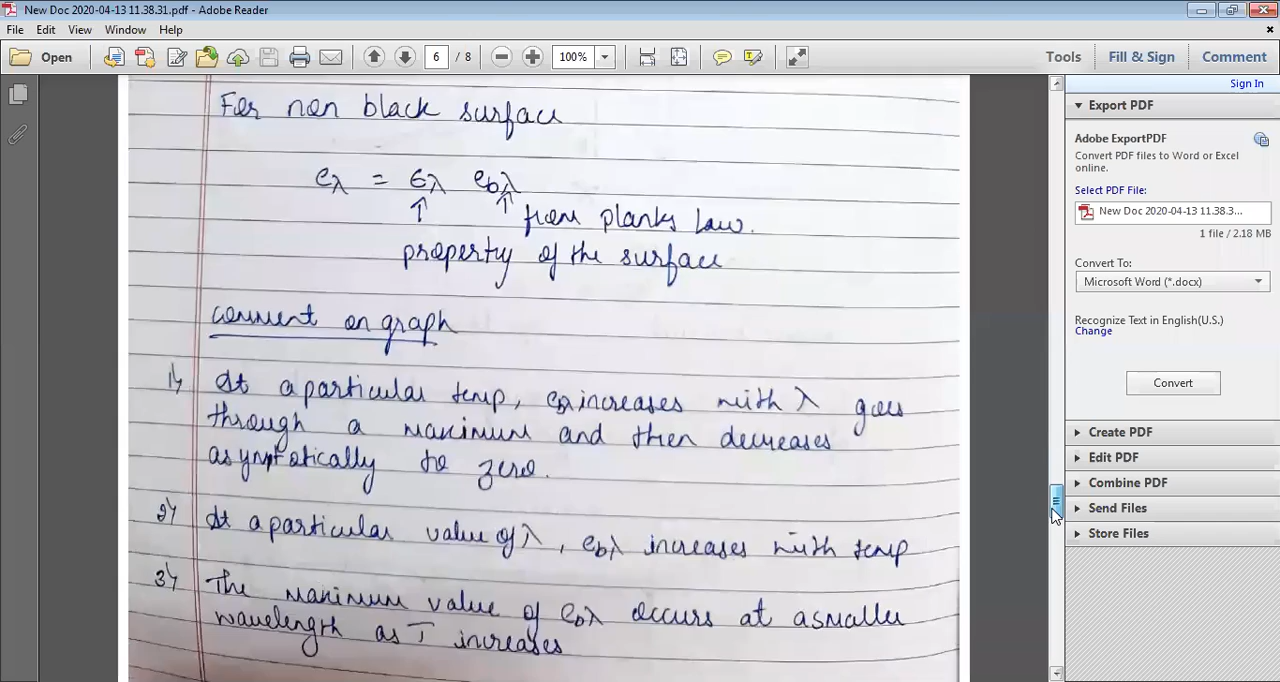 New Doc 2020-04-13 11.38.31.pdf - Adobe Reader
File Edit View Window Help
Open 6 / 8 100% Tools Fill & Sign Comment
Sign In
Export PDF
Adobe ExportPDF
Convert PDF files to Word or Excel
online.
Select PDF File:
New Doc 2020-04-13 11.38.3...
1 file / 2.18 MB
Convert To:
Microsoft Word (*.docx)
Recognize Text in English(U.S.)
Change
Convert
Create PDF
Edit PDF
Combine PDF
Send Files
Store Files
For non black surface
eλ = ϵλ ebλ
↑ ↑ from planks law.
property of the surface
comment on graph
1) At a particular temp, ebλ increases with λ goes
through a maximum and then decreases
asymptotically to zero.
2) At a particular value of λ, ebλ increases with temp
3) The maximum value of ebλ occurs at a smaller
wavelength as T increases